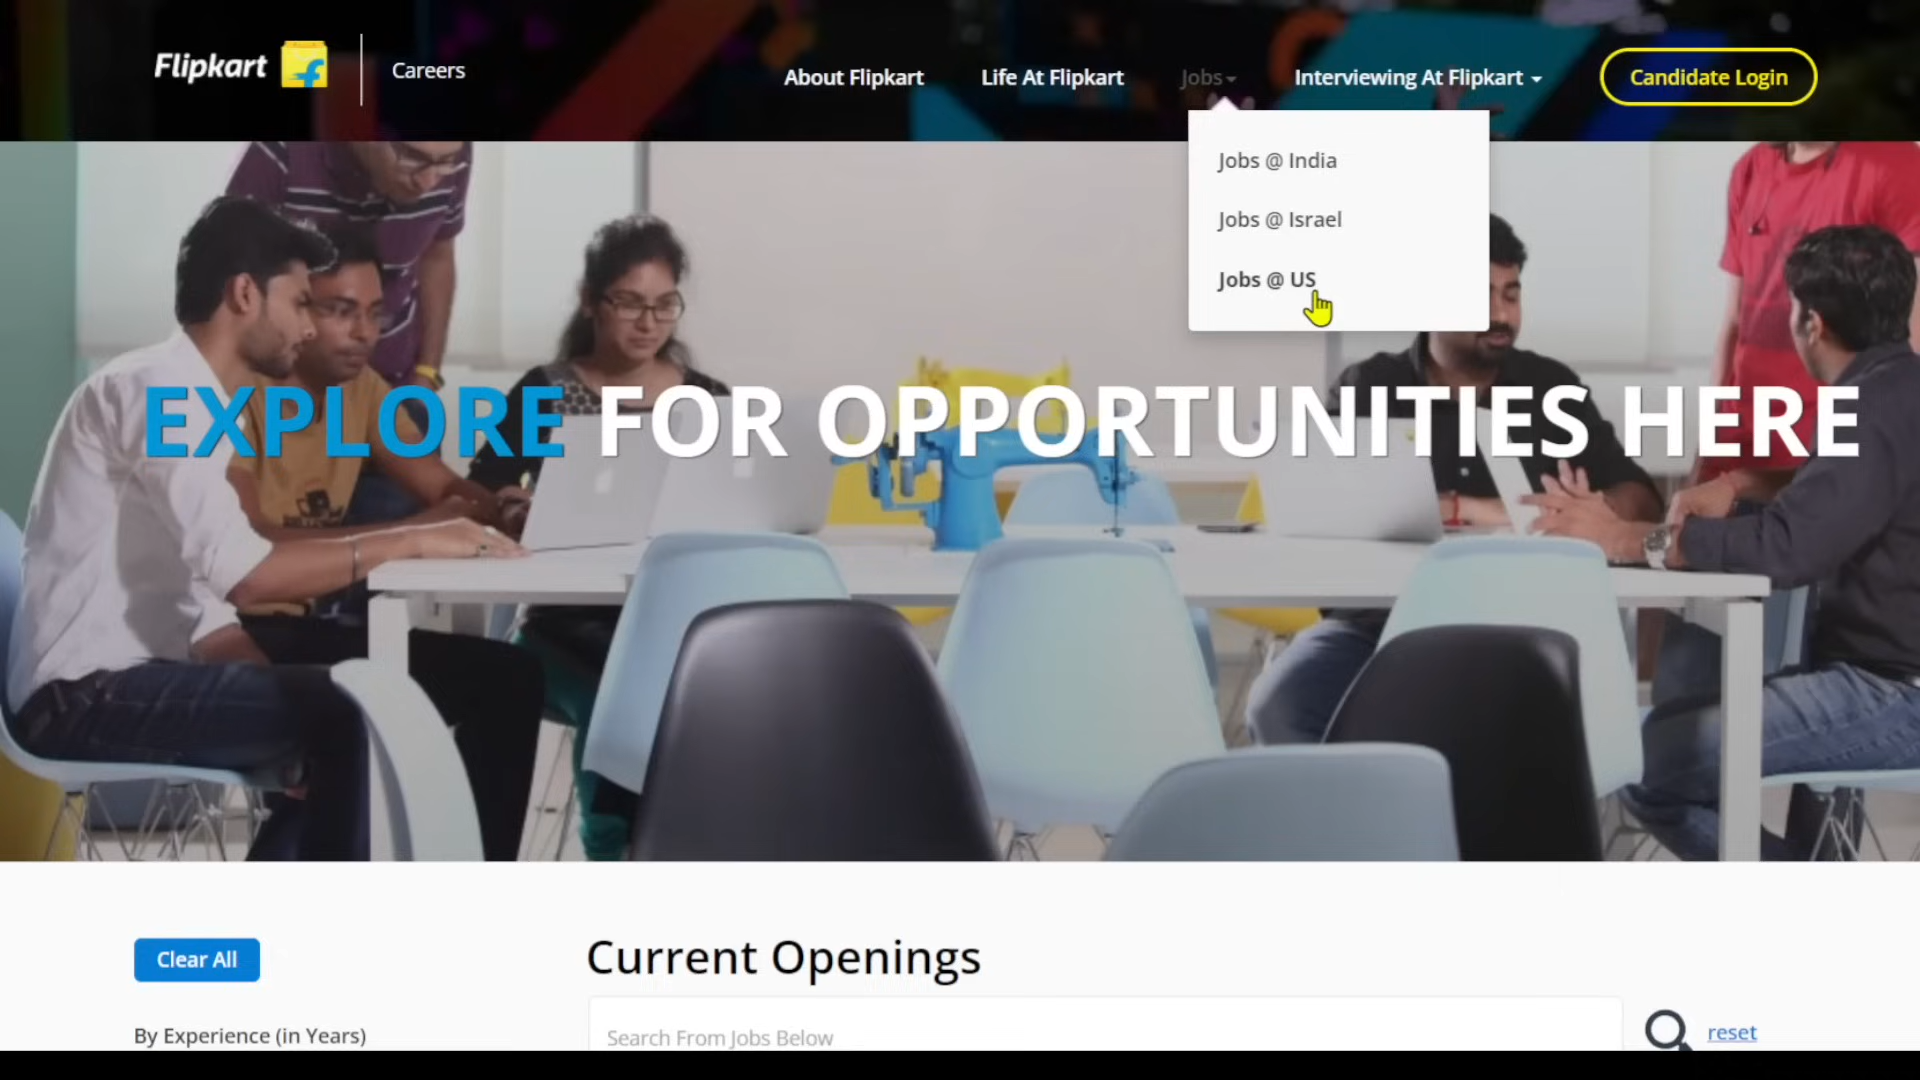 Flipkart
Careers
About Flipkart
Life At Flipkart
Jobs
Interviewing At Flipkart
Candidate Login
Jobs @ India
Jobs @ Israel
Jobs @ US
EXPLORE FOR OPPORTUNITIES HERE
Clear All
Current Openings
By Experience (in Years)
Search From Jobs Below
reset